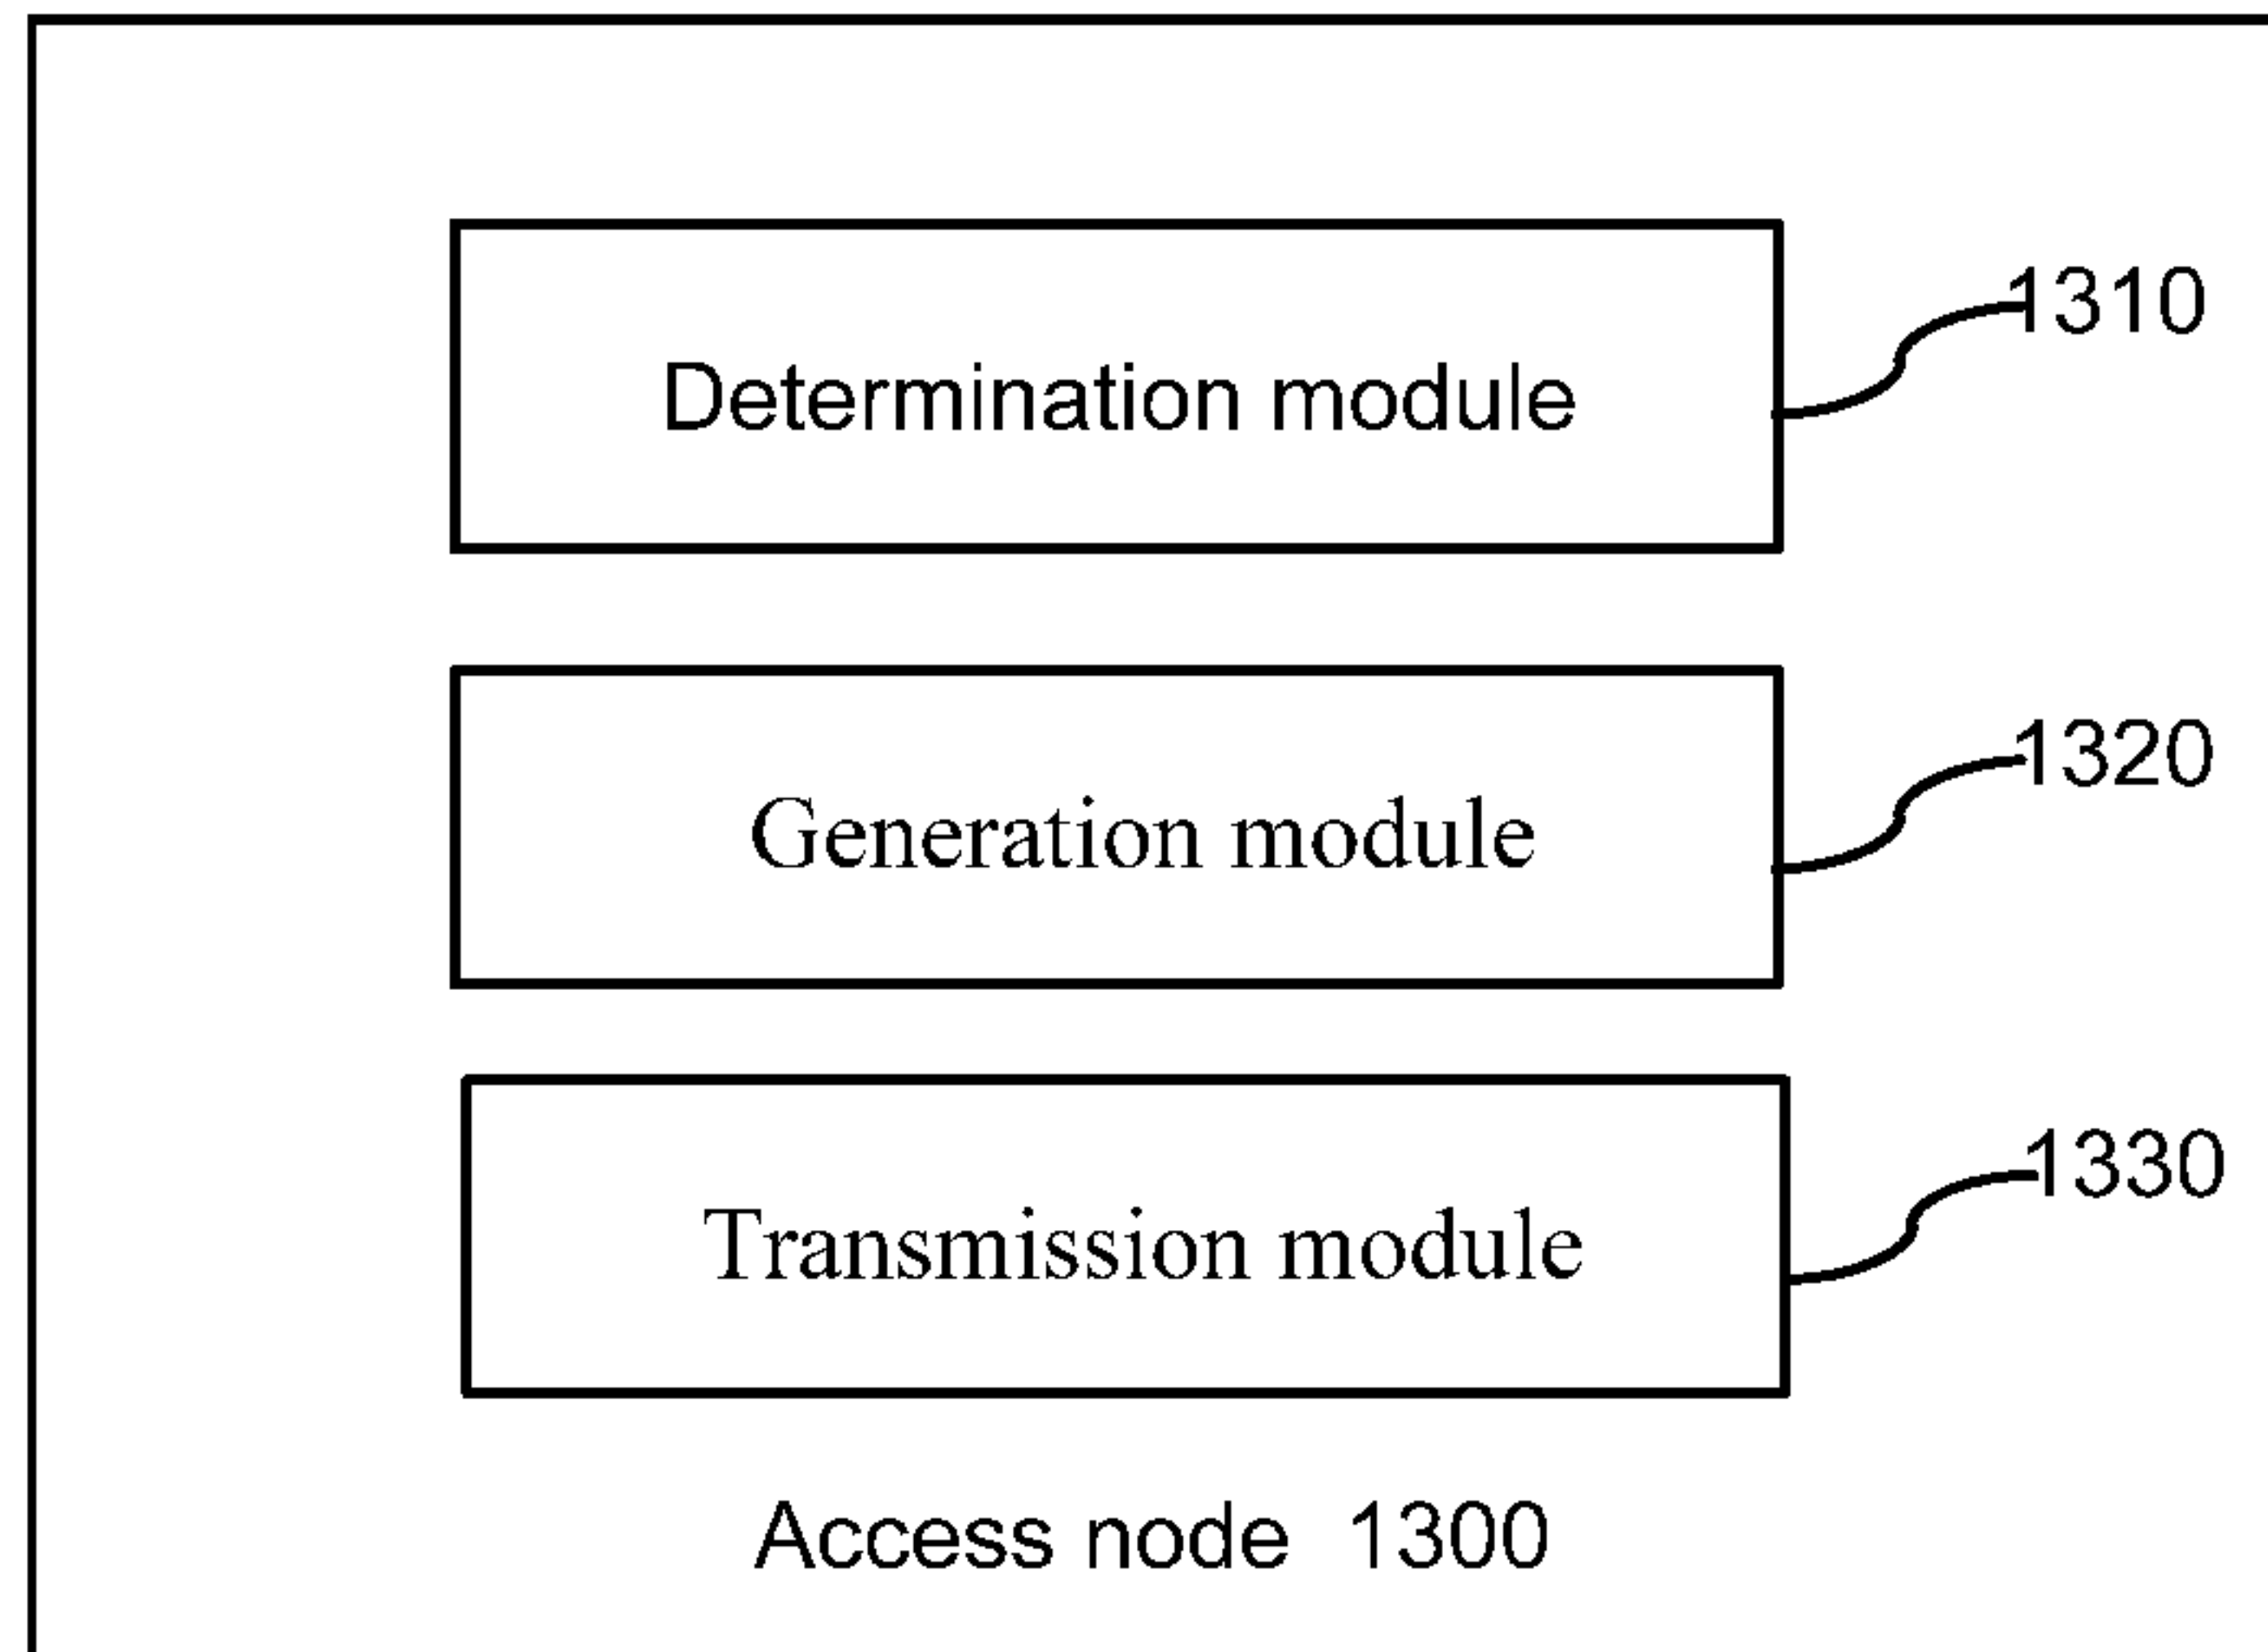 1310
Determination module
1320
Generation module
1330
Transmission module
Access node 1300